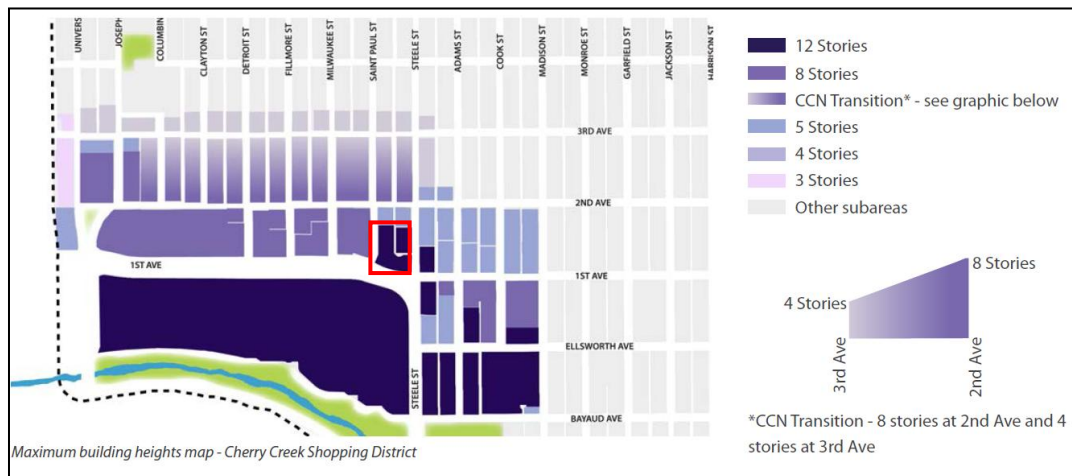 UNIVERS
JOSEPH
COLUMBIN
CLAYTON ST
DETROIT ST
FILLMORE ST
MILWAUKEE ST
SAINT PAUL ST
STEELE ST
ADAMS ST
COOK ST
MADISON ST
MONROE ST
GARFIELD ST
JACKSON ST
HARRISON ST
3RD AVE
2ND AVE
1ST AVE
1ST AVE
ELLSWORTH AVE
STEELE ST
BAYAUD AVE
Maximum building heights map - Cherry Creek Shopping District
12 Stories
8 Stories
CCN Transition* - see graphic below
5 Stories
4 Stories
3 Stories
Other subareas
8 Stories
4 Stories
3rd Ave
2nd Ave
*CCN Transition - 8 stories at 2nd Ave and 4
stories at 3rd Ave